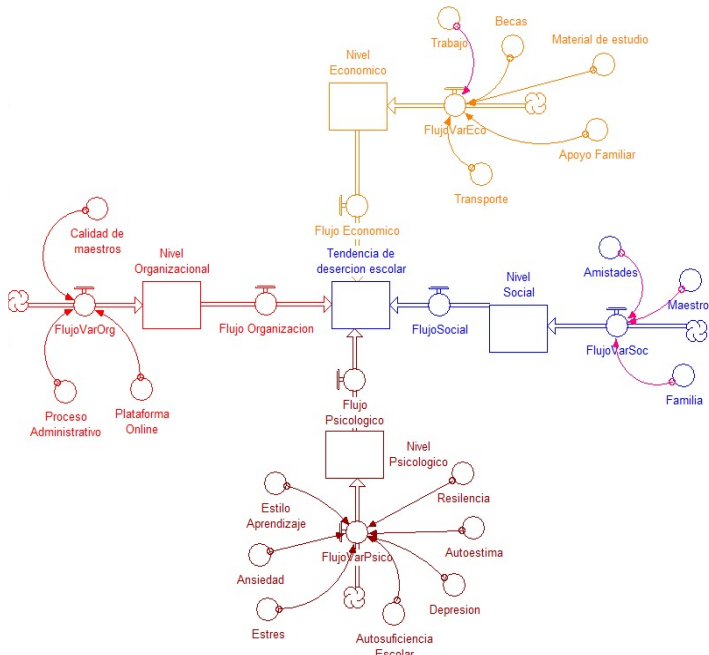 Trabajo
Becas
Material de estudio
Nivel
Economico
FlujoVarEco
Apoyo Familiar
Transporte
Flujo Economico
Calidad de
maestros
Nivel
Organizacional
Tendencia de
desercion escolar
Nivel
Social
Amistades
Maestro
FlujoVarOrg
Flujo Organizacion
FlujoSocial
FlujoVarSoc
Familia
Proceso
Administrativo
Plataforma
Online
Flujo
Psicologico
Nivel
Psicologico
Estilo
Aprendizaje
Resilencia
Ansiedad
FlujoVarPsico
Autoestima
Estres
Autosuficiencia
Escolar
Depresion